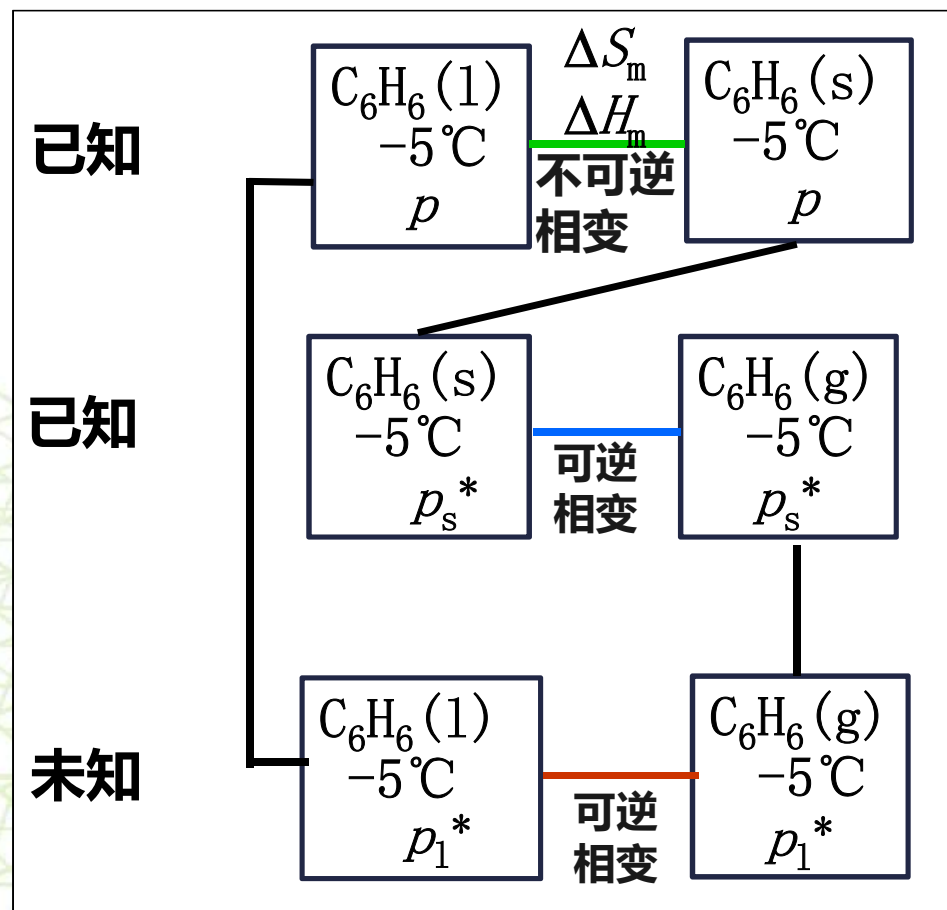 已知
C₆H₆(l)
−5℃
p
ΔSₘ
ΔHₘ
不可逆
相变
C₆H₆(s)
−5℃
p
已知
C₆H₆(s)
−5℃
pₛ*
可逆
相变
C₆H₆(g)
−5℃
pₛ*
未知
C₆H₆(l)
−5℃
pₗ*
可逆
相变
C₆H₆(g)
−5℃
pₗ*